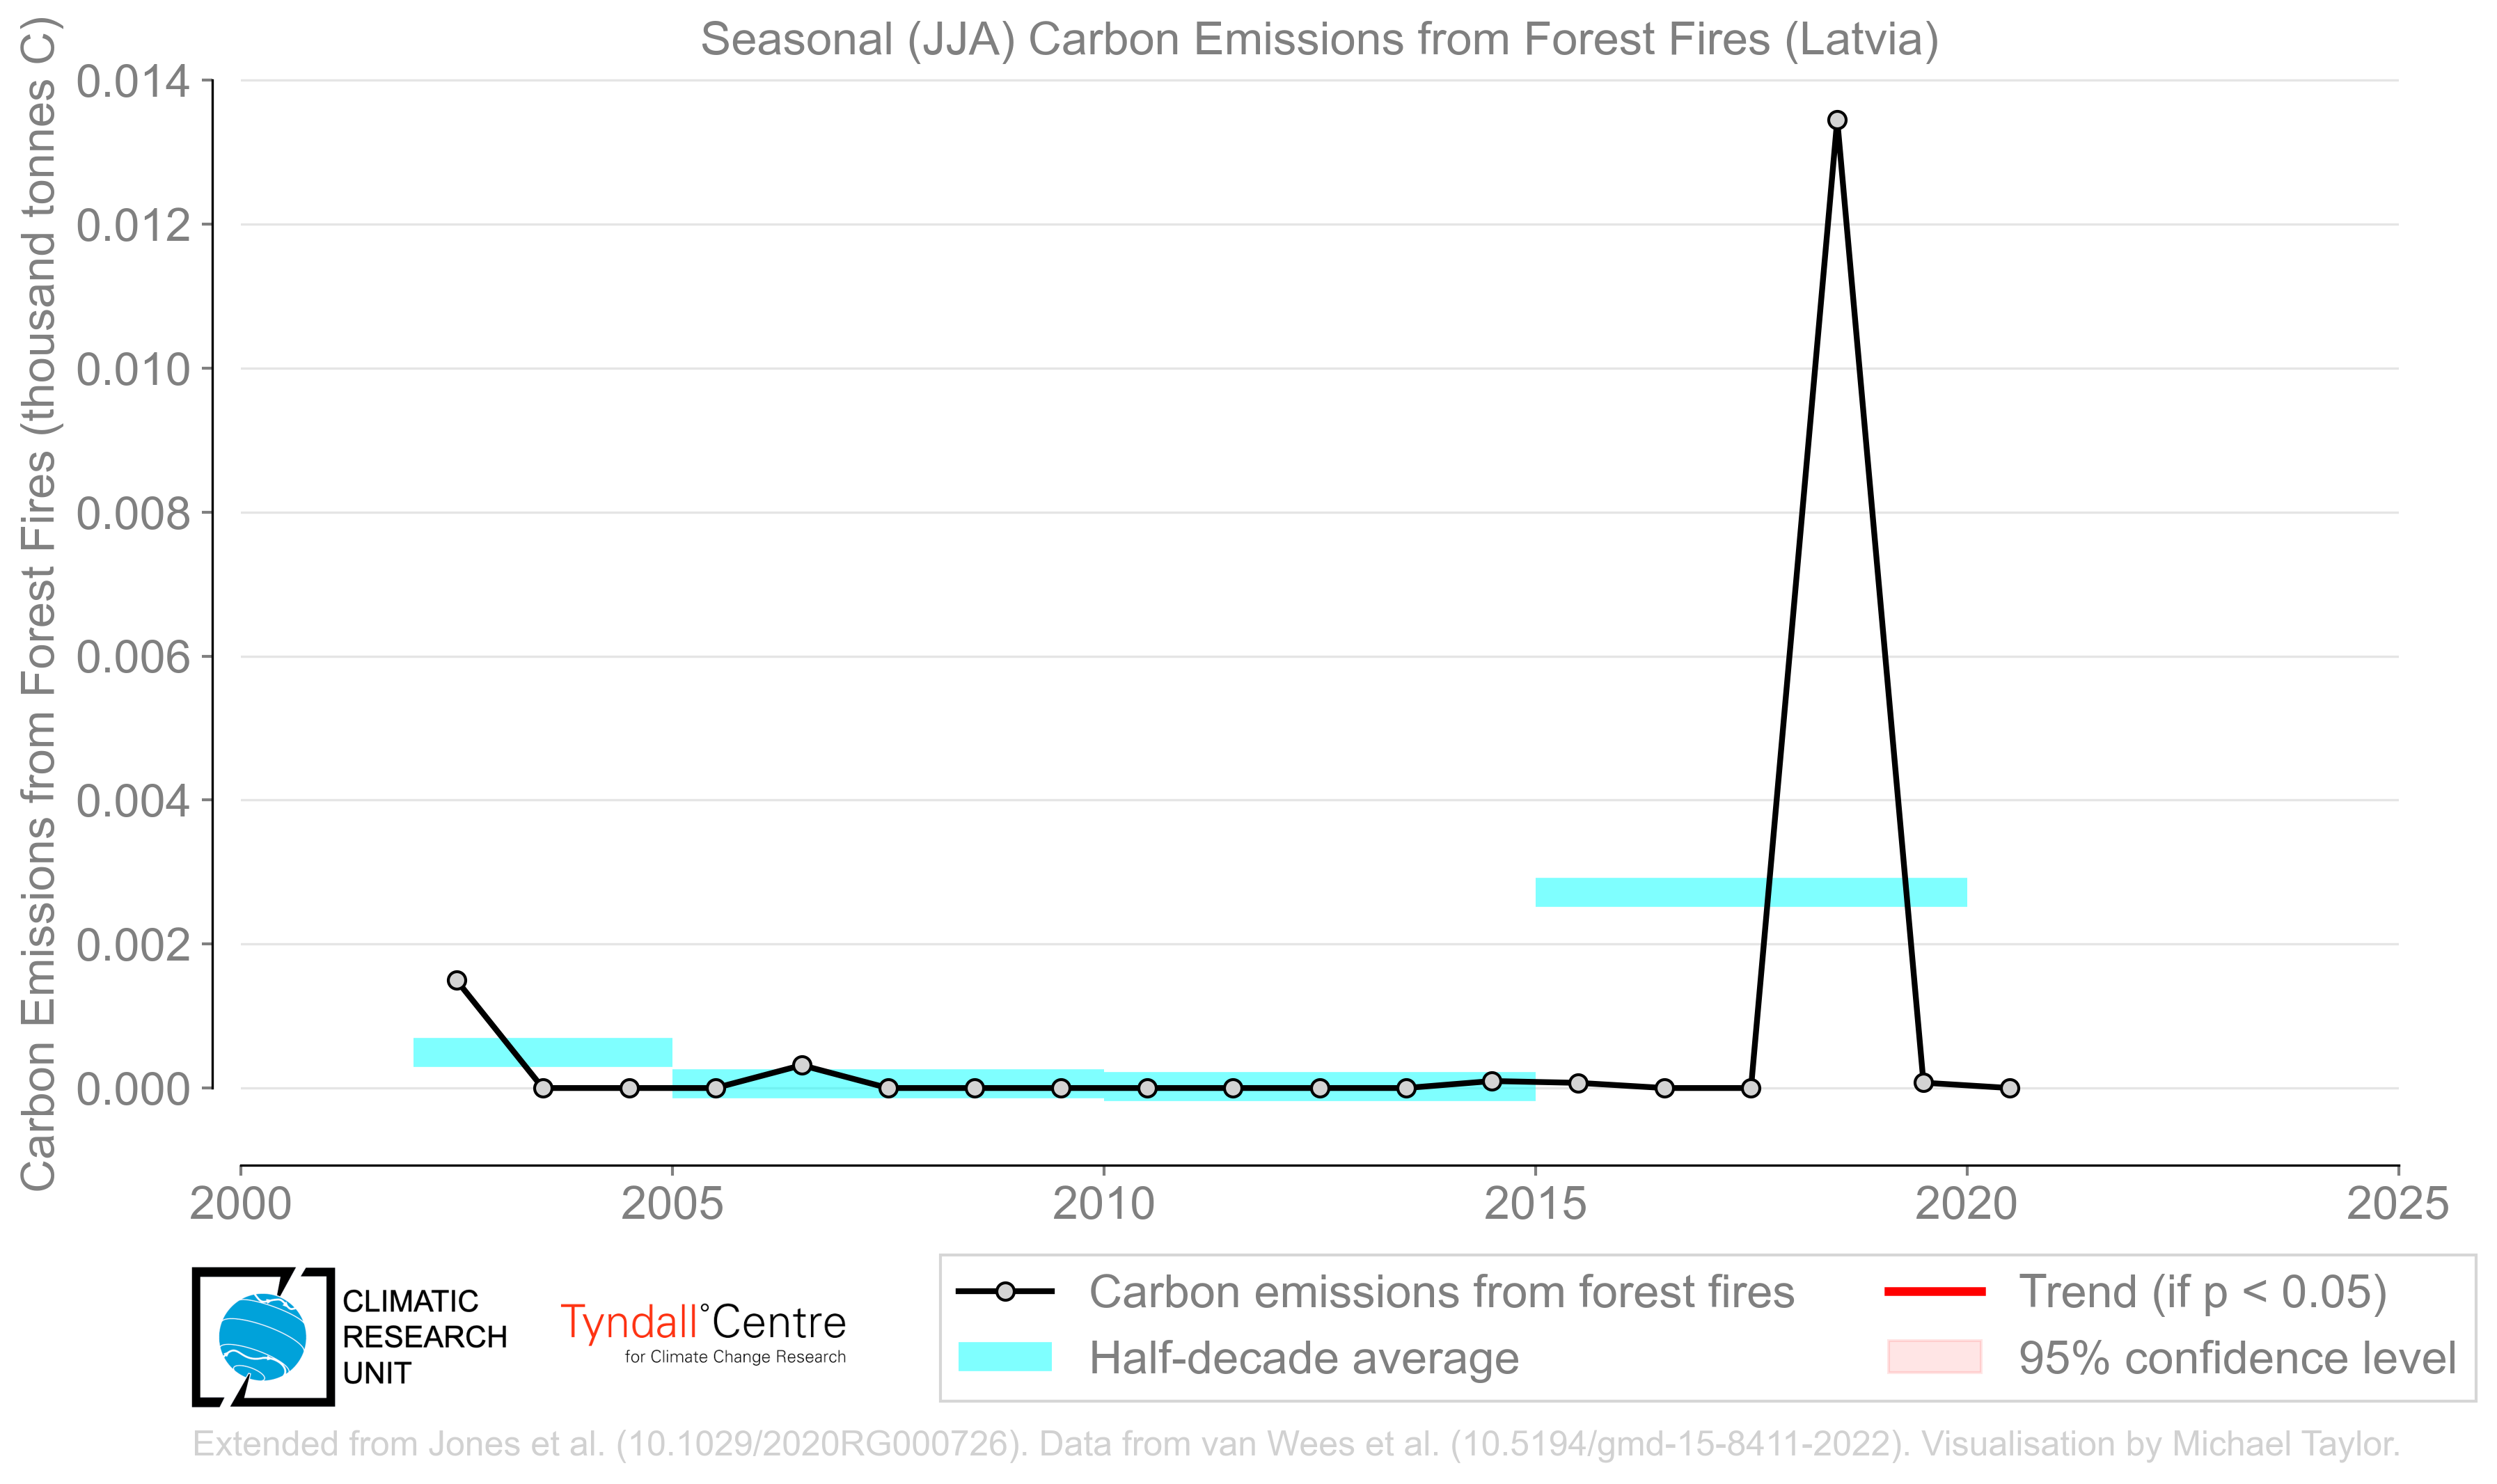 Seasonal (JJA) Carbon Emissions from Forest Fires (Latvia)
Carbon Emissions from Forest Fires (thousand tonnes C)
0.014
0.012
0.010
0.008
0.006
0.004
0.002
0.000
2000 2005 2010 2015 2020 2025
CLIMATIC
RESEARCH
UNIT
Tyndall°Centre
for Climate Change Research
Carbon emissions from forest fires
Half-decade average
Trend (if p < 0.05)
95% confidence level
Extended from Jones et al. (10.1029/2020RG000726). Data from van Wees et al. (10.5194/gmd-15-8411-2022). Visualisation by Michael Taylor.